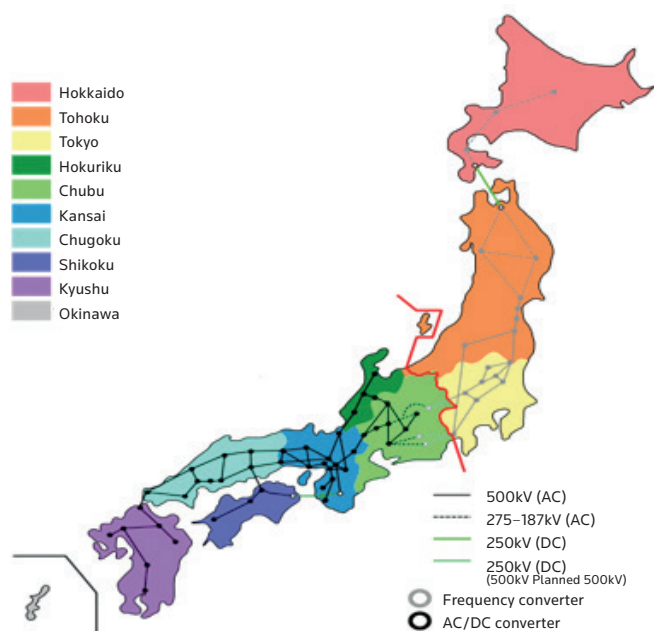 Hokkaido
Tohoku
Tokyo
Hokuriku
Chubu
Kansai
Chugoku
Shikoku
Kyushu
Okinawa
500kV (AC)
275–187kV (AC)
250kV (DC)
250kV (DC)
(500kV Planned 500kV)
Frequency converter
AC/DC converter